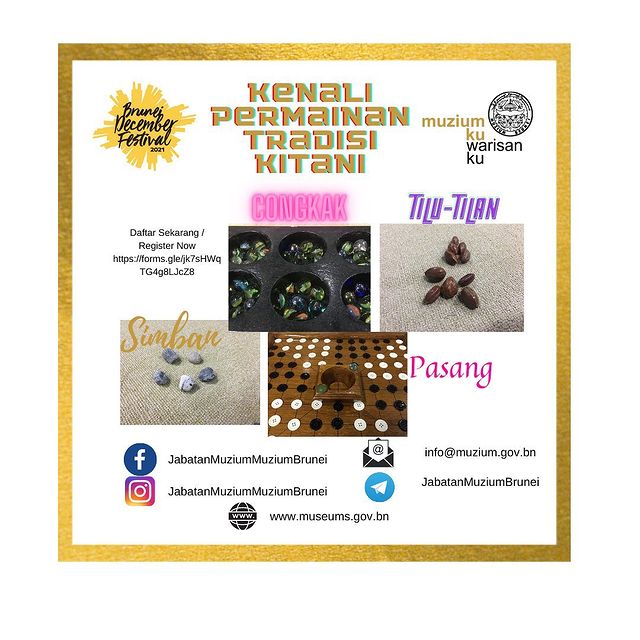 Brunei
December
Festival
2021
KENALI
PERMAINAN
TRADISI
KITANI
muzium
ku
warisan
ku
CONGKAK
TILU-TILAN
Daftar Sekarang /
Register Now
https://forms.gle/jk7sHWq
TG4g8LJcZ8
Simban
Pasang
JabatanMuziumMuziumBrunei
info@muzium.gov.bn
JabatanMuziumMuziumBrunei
JabatanMuziumBrunei
WWW
www.museums.gov.bn